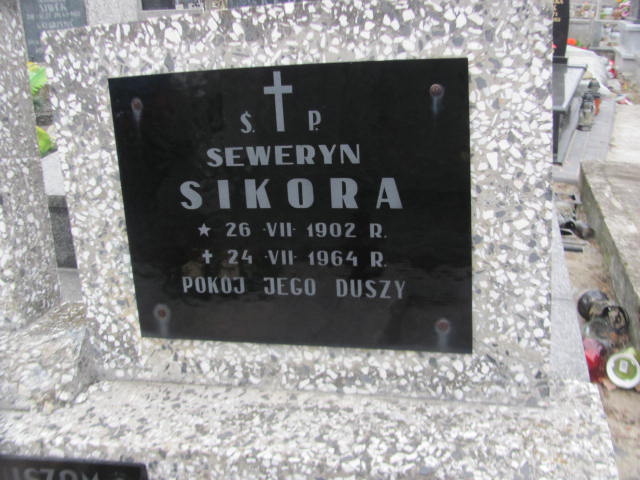 Ś. P.
SEWERYN
SIKORA
★ 26 · VII · 1902 R.
✝ 24 · VII · 1964 R.
POKÓJ JEGO DUSZY